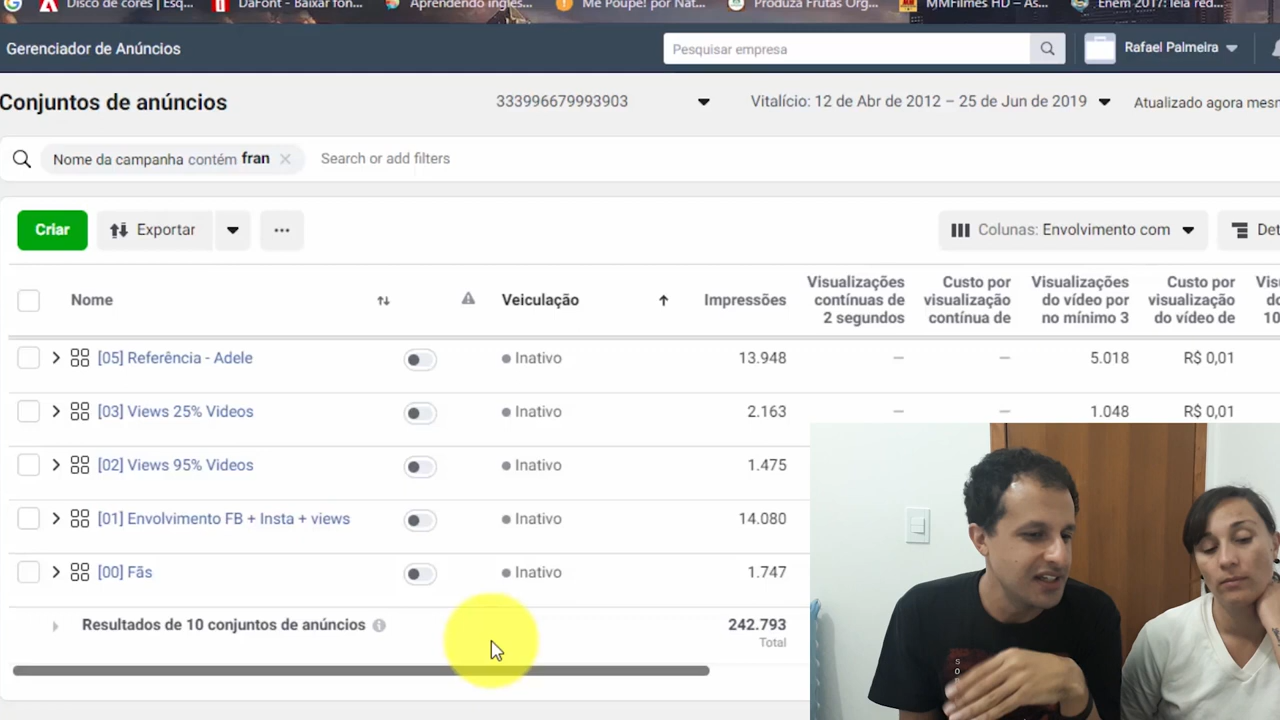 Disco de cores | Esq...
DaFont - Baixar fon...
Aprendendo inglês...
Me Poupe! por Nat...
Produza Frutas Org...
MMFilmes HD – As...
Enem 2017: leia red...
Gerenciador de Anúncios
Pesquisar empresa
Rafael Palmeira
Conjuntos de anúncios
333996679993903
Vitalício: 12 de Abr de 2012 – 25 de Jun de 2019
Atualizado agora mesm
Nome da campanha contém fran
Search or add filters
Criar
Exportar
Colunas: Envolvimento com
Det
Nome
Veiculação
Impressões
Visualizações contínuas de 2 segundos
Custo por visualização contínua de
Visualizações do vídeo por no mínimo 3
Custo por visualização do vídeo de
[05] Referência - Adele Inativo 13.948 — — 5.018 R$ 0,01
[03] Views 25% Videos Inativo 2.163 — — 1.048 R$ 0,01
[02] Views 95% Videos Inativo 1.475
[01] Envolvimento FB + Insta + views Inativo 14.080
[00] Fãs Inativo 1.747
Resultados de 10 conjuntos de anúncios 242.793
Total